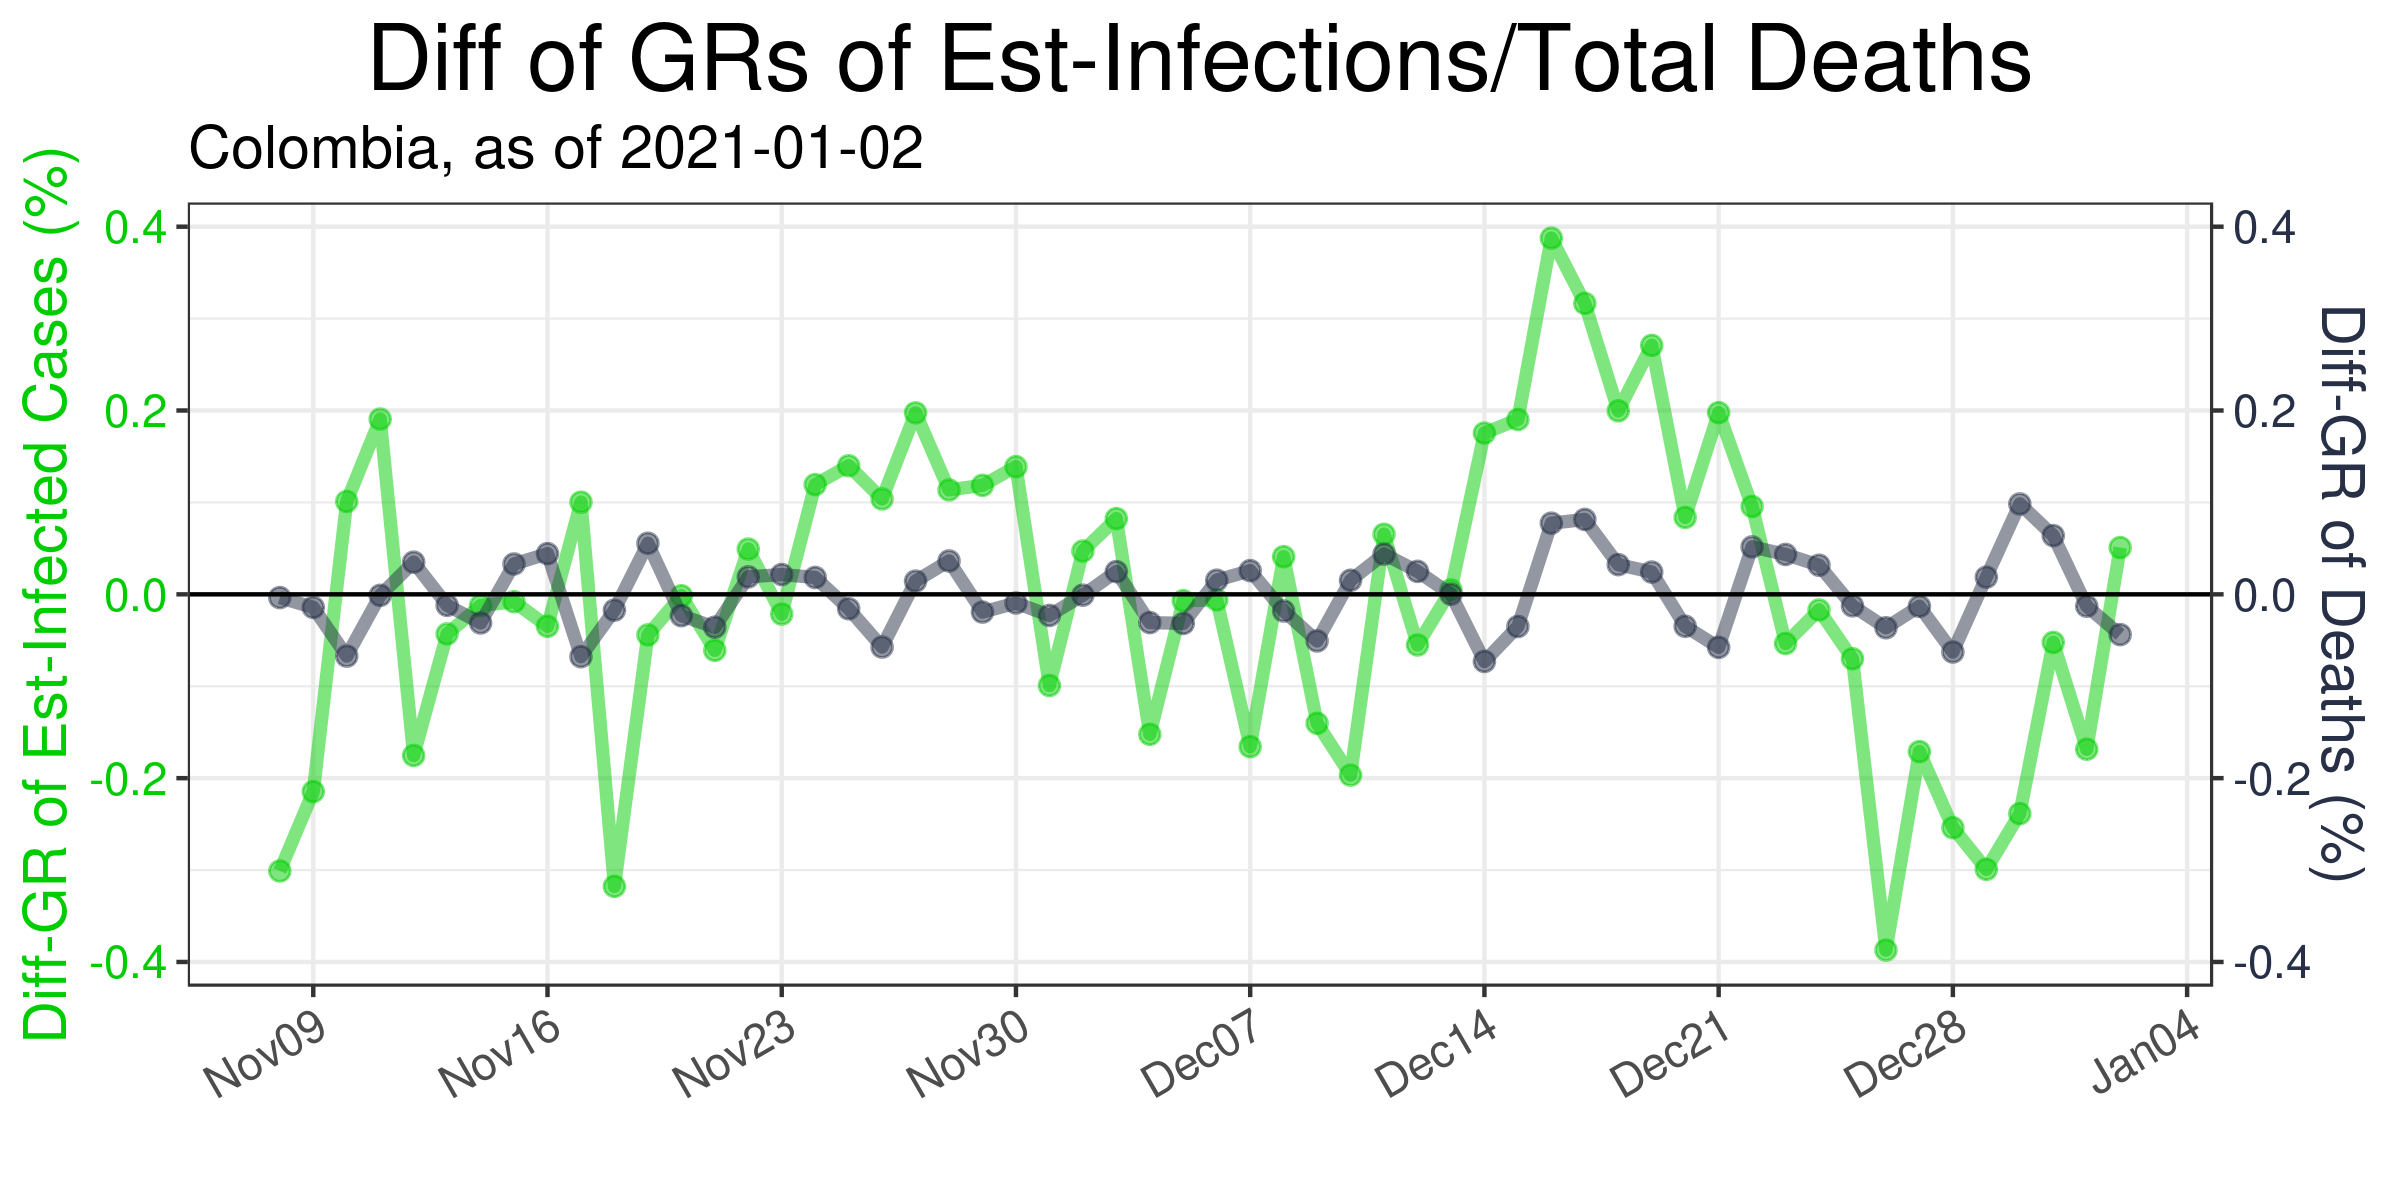 Diff of GRs of Est-Infections/Total Deaths
Colombia, as of 2021-01-02
Diff-GR of Est-Infected Cases (%)
0.4
0.2
0.0
-0.2
-0.4
0.4
0.2
0.0
-0.2
-0.4
Diff-GR of Deaths (%)
Nov09
Nov16
Nov23
Nov30
Dec07
Dec14
Dec21
Dec28
Jan04